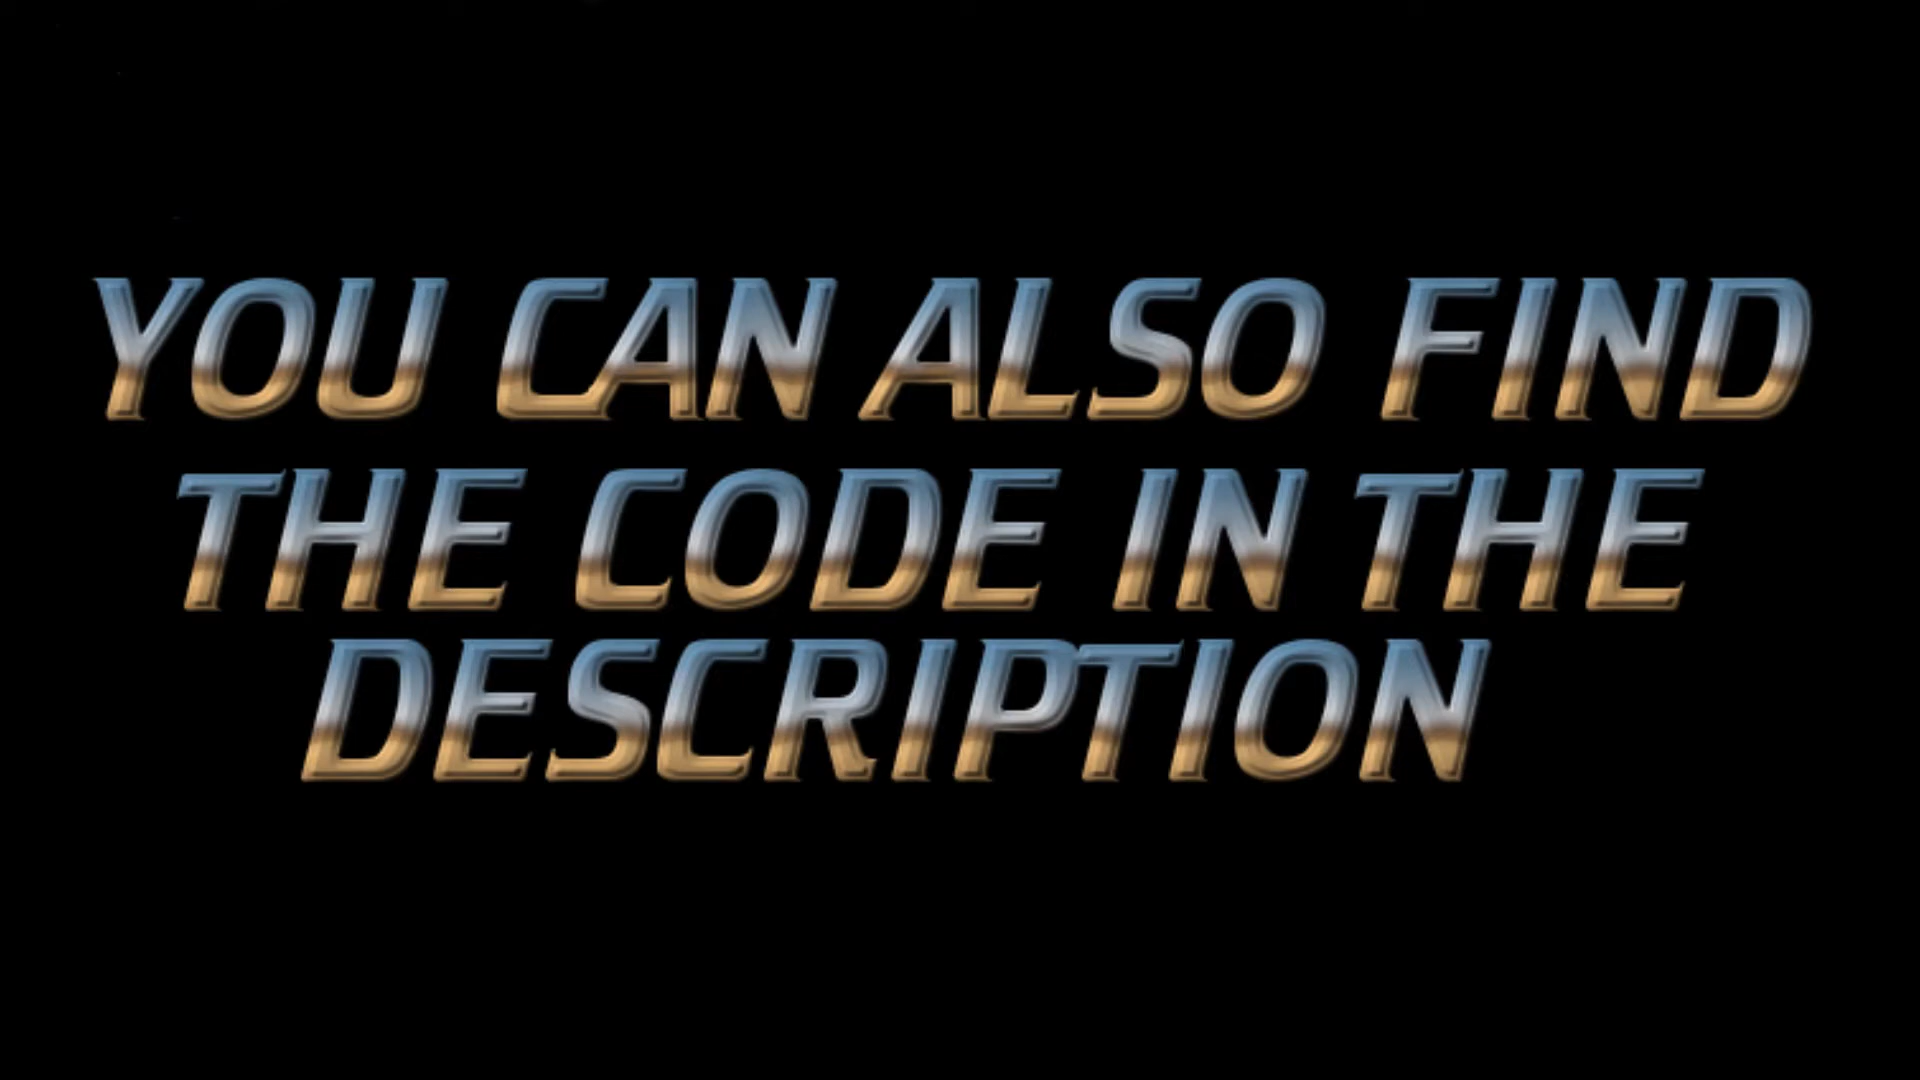 YOU CAN ALSO FIND
THE CODE IN THE
DESCRIPTION